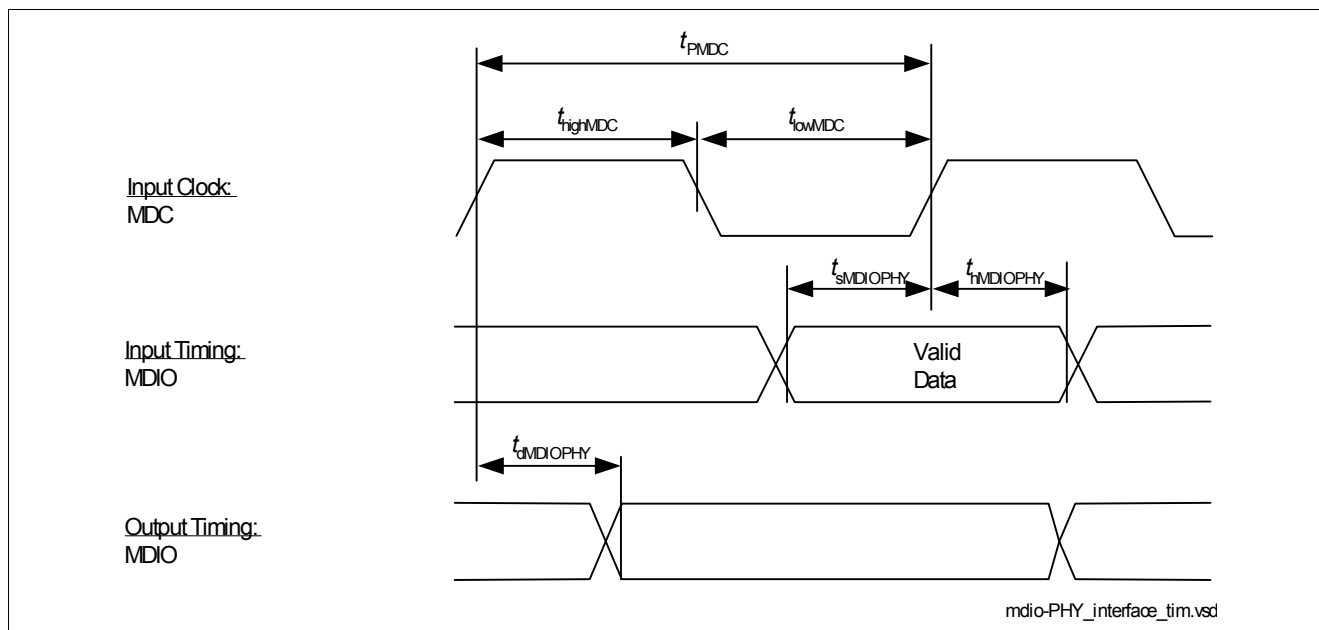 tPMDC
thighMDC
tlowMDC
Input Clock:
MDC
tsMDIOPHY
thMDIOPHY
Input Timing:
MDIO
Valid
Data
tdMDIOPHY
Output Timing:
MDIO
mdio-PHY_interface_tim.vsd